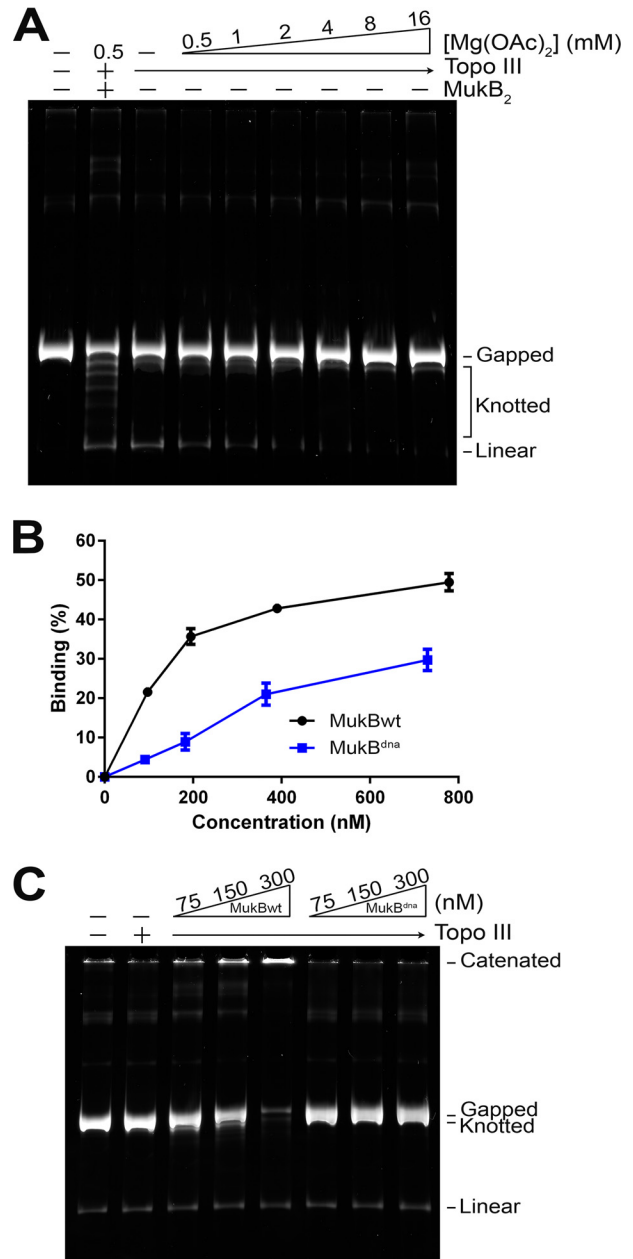 A
— 0.5 — 0.5 1 2 4 8 16 [Mg(OAc)₂] (mM)
— + Topo III
— + — — — — — — — MukB₂
Gapped
Knotted
Linear
B
60
50
40
30
20
10
0
Binding (%)
MukBwt
MukBᵈⁿᵃ
0 200 400 600 800
Concentration (nM)
C
— — 75 150 300 MukBwt 75 150 300 MukBᵈⁿᵃ (nM)
— + Topo III
Catenated
Gapped
Knotted
Linear